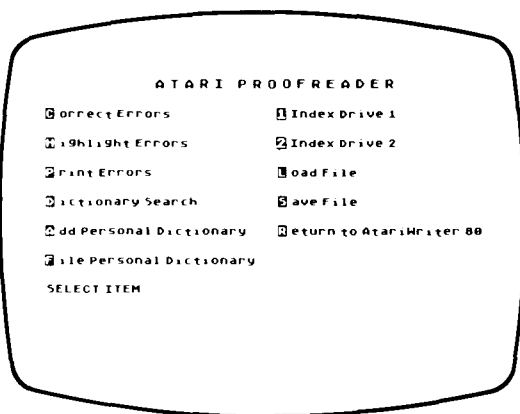 ATARI PROOFREADER
Correct Errors
Highlight Errors
Print Errors
Dictionary Search
Add Personal Dictionary
File Personal Dictionary
1 Index Drive 1
2 Index Drive 2
Load File
Save File
Return to AtariWriter 80
SELECT ITEM